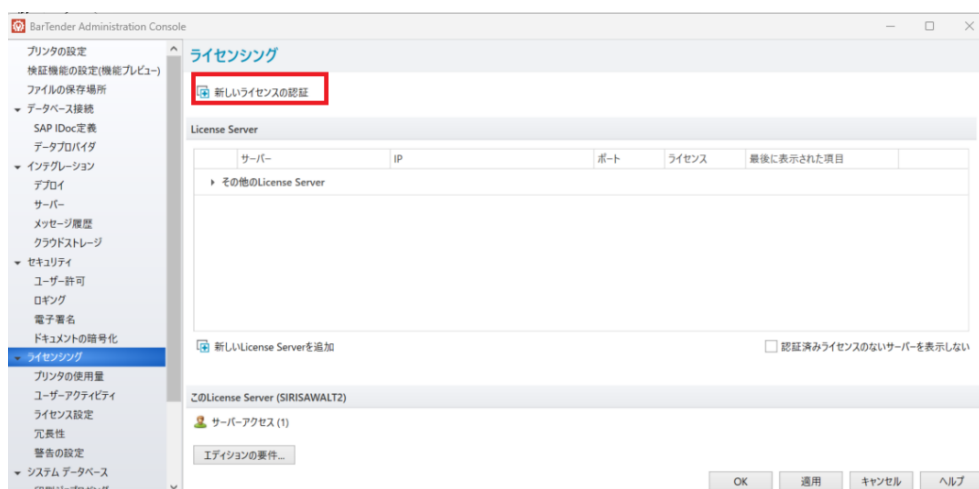 BarTender Administration Console
プリンタの設定
検証機能の設定(機能プレビュー)
ファイルの保存場所
データベース接続
SAP IDoc定義
データプロバイダ
インテグレーション
デプロイ
サーバー
メッセージ履歴
クラウドストレージ
セキュリティ
ユーザー許可
ロギング
電子署名
ドキュメントの暗号化
ライセンシング
プリンタの使用量
ユーザーアクティビティ
ライセンス設定
冗長性
警告の設定
システム データベース
ライセンシング
新しいライセンスの認証
License Server
サーバー IP ポート ライセンス 最後に表示された項目
その他のLicense Server
新しいLicense Serverを追加 認証済みライセンスのないサーバーを表示しない
このLicense Server (SIRISAWALT2)
サーバーアクセス (1)
エディションの要件...
OK 適用 キャンセル ヘルプ